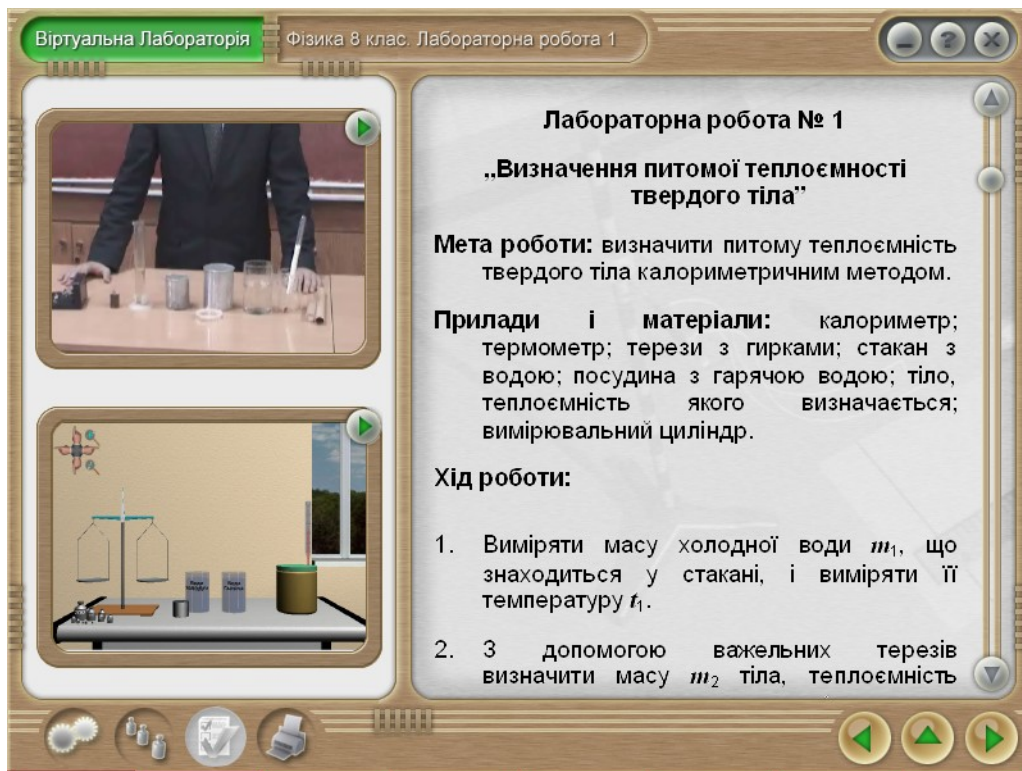 Віртуальна Лабораторія
Фізика 8 клас. Лабораторна робота 1
Лабораторна робота № 1
„Визначення питомої теплоємності
твердого тіла”
Мета роботи: визначити питому теплоємність
твердого тіла калориметричним методом.
Прилади і матеріали: калориметр;
термометр; терези з гирками; стакан з
водою; посудина з гарячою водою; тіло,
теплоємність якого визначається;
вимірювальний циліндр.
Хід роботи:
1. Виміряти масу холодної води m₁, що
знаходиться у стакані, і виміряти її
температуру t₁.
2. З допомогою важельних терезів
визначити масу m₂ тіла, теплоємність